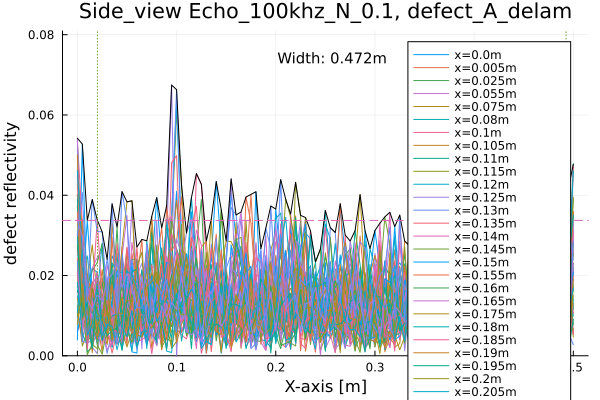 Side_view Echo_100khz_N_0.1, defect_A_delam
0.08
0.06
0.04
0.02
0.00
defect reflectivity
Width: 0.472m
0.0
0.1
0.2
0.3
.5
X-axis [m]
x=0.0m
x=0.005m
x=0.025m
x=0.055m
x=0.075m
x=0.08m
x=0.1m
x=0.105m
x=0.11m
x=0.115m
x=0.12m
x=0.125m
x=0.13m
x=0.135m
x=0.14m
x=0.145m
x=0.15m
x=0.155m
x=0.16m
x=0.165m
x=0.175m
x=0.18m
x=0.185m
x=0.19m
x=0.195m
x=0.2m
x=0.205m